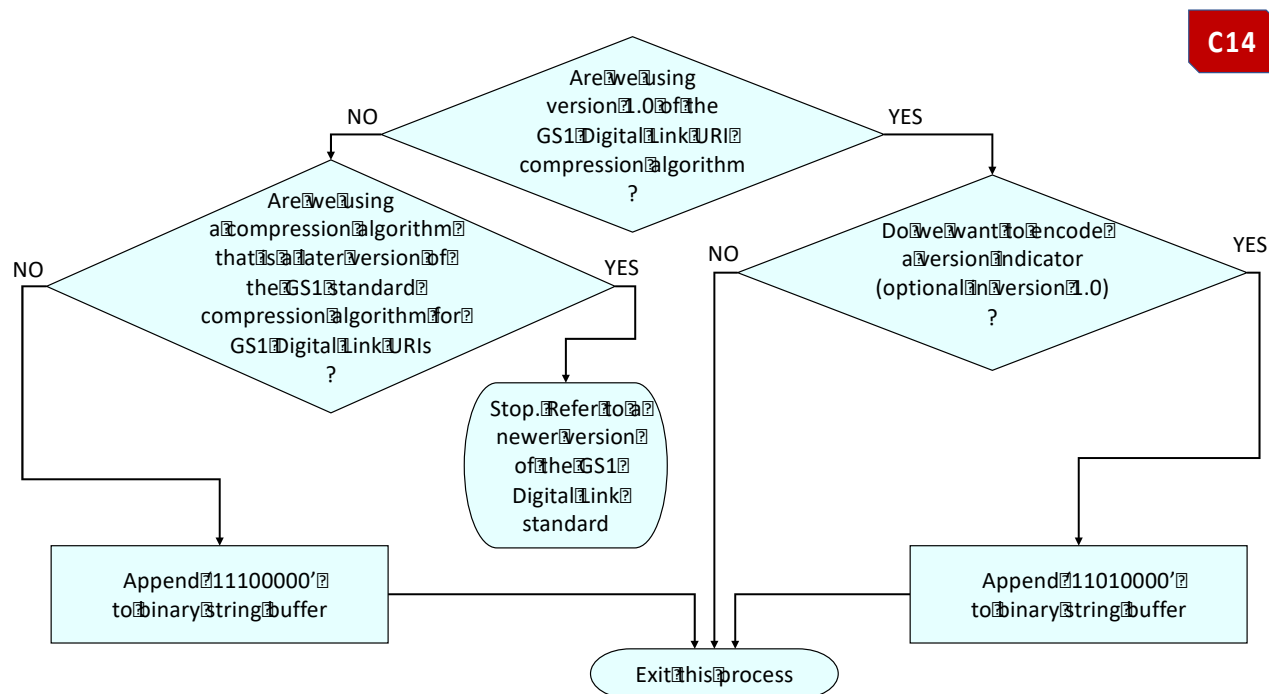 C14
Are we using
version 1.0 of the
GS1 Digital Link URI
compression algorithm
?
NO
YES
Are we using
a compression algorithm
that is a later version of
the GS1 standard
compression algorithm for
GS1 Digital Link URIs
?
NO
YES
Do we want to encode
a version indicator
(optional in version 1.0)
?
NO
YES
Stop. Refer to a
newer version
of the GS1
Digital Link
standard
Append '11100000'
to binary string buffer
Append '11010000'
to binary string buffer
Exit this process